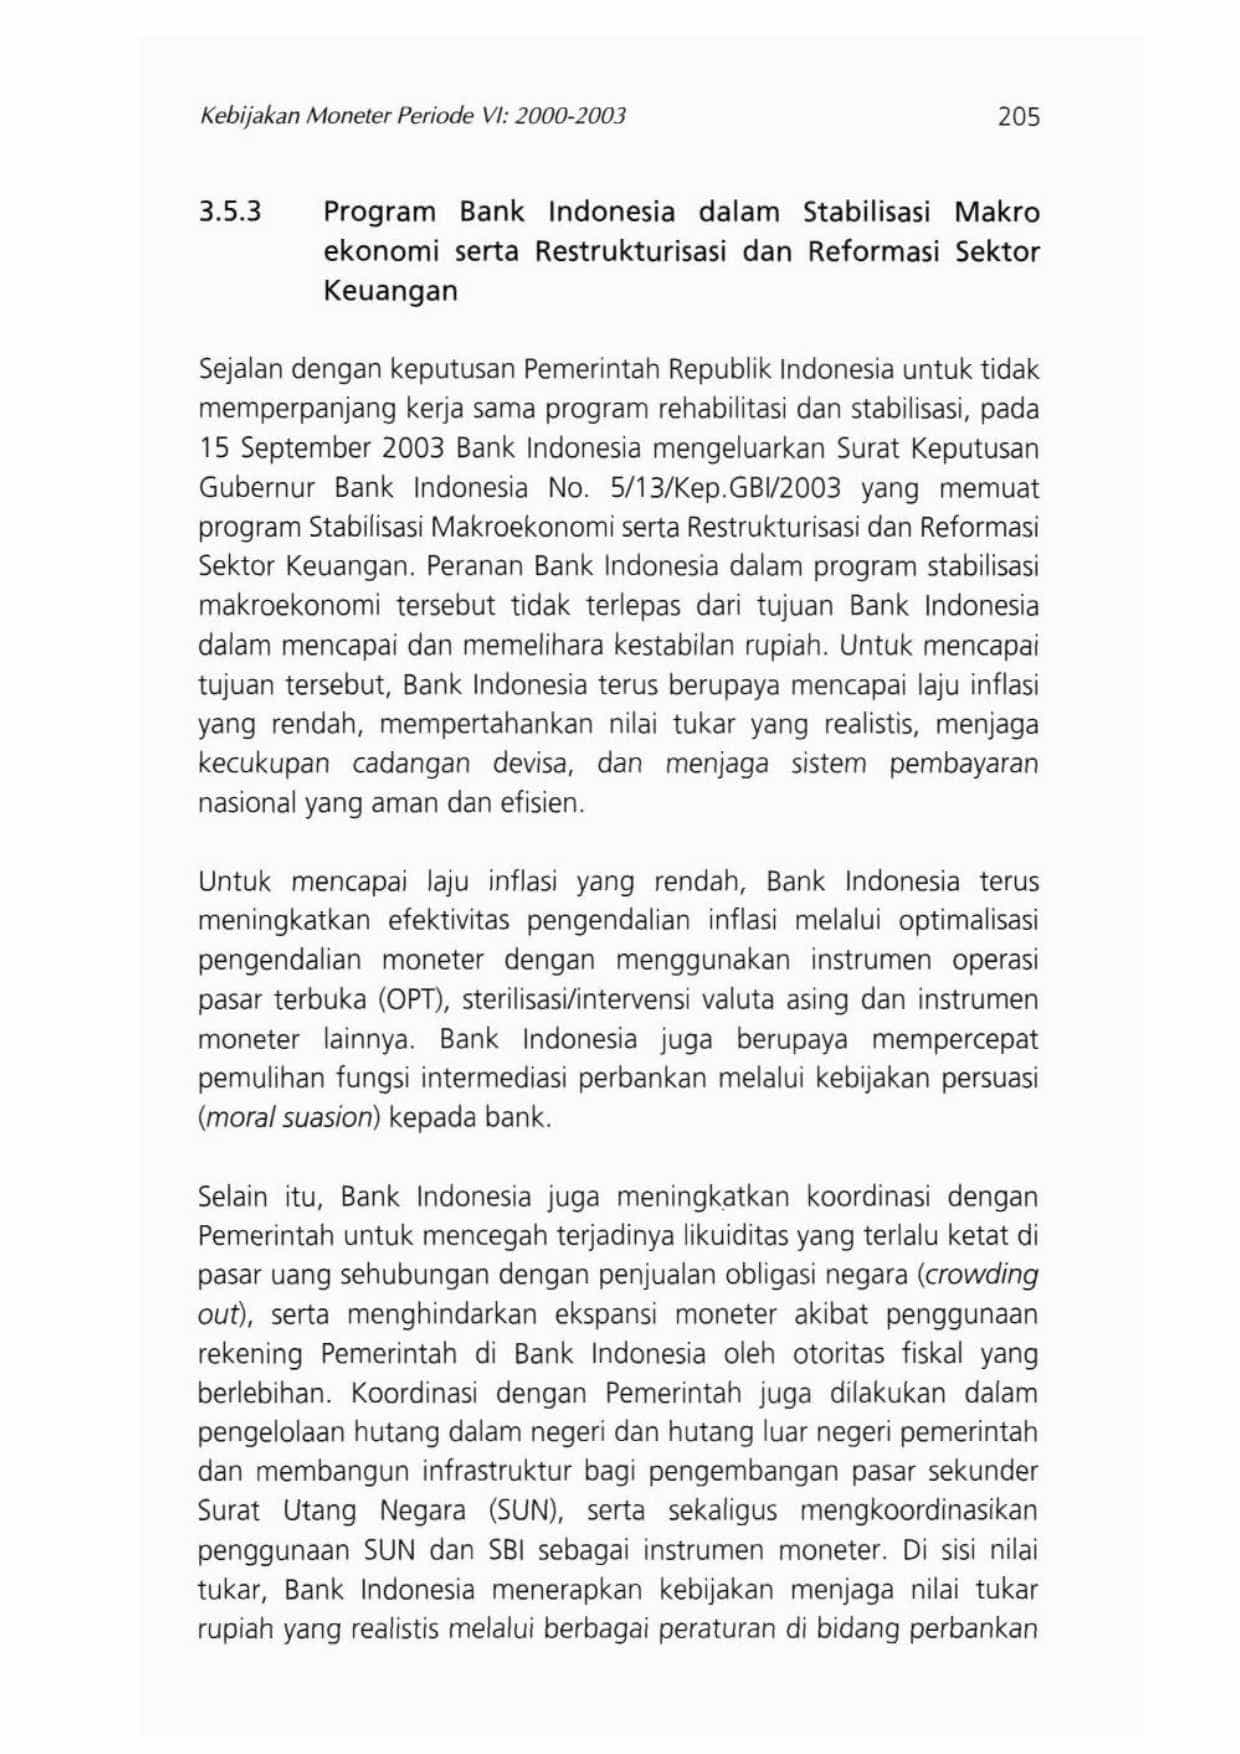 Kebijakan Moneter Periode VI: 2000-2003 205
3.5.3 Program Bank Indonesia dalam Stabilisasi Makro
ekonomi serta Restrukturisasi dan Reformasi Sektor
Keuangan
Sejalan dengan keputusan Pemerintah Republik Indonesia untuk tidak
memperpanjang kerja sama program rehabilitasi dan stabilisasi, pada
15 September 2003 Bank Indonesia mengeluarkan Surat Keputusan
Gubernur Bank Indonesia No. 5/13/Kep.GBI/2003 yang memuat
program Stabilisasi Makroekonomi serta Restrukturisasi dan Reformasi
Sektor Keuangan. Peranan Bank Indonesia dalam program stabilisasi
makroekonomi tersebut tidak terlepas dari tujuan Bank Indonesia
dalam mencapai dan memelihara kestabilan rupiah. Untuk mencapai
tujuan tersebut, Bank Indonesia terus berupaya mencapai laju inflasi
yang rendah, mempertahankan nilai tukar yang realistis, menjaga
kecukupan cadangan devisa, dan menjaga sistem pembayaran
nasional yang aman dan efisien.
Untuk mencapai laju inflasi yang rendah, Bank Indonesia terus
meningkatkan efektivitas pengendalian inflasi melalui optimalisasi
pengendalian moneter dengan menggunakan instrumen operasi
pasar terbuka (OPT), sterilisasi/intervensi valuta asing dan instrumen
moneter lainnya. Bank Indonesia juga berupaya mempercepat
pemulihan fungsi intermediasi perbankan melalui kebijakan persuasi
(moral suasion) kepada bank.
Selain itu, Bank Indonesia juga meningkatkan koordinasi dengan
Pemerintah untuk mencegah terjadinya likuiditas yang terlalu ketat di
pasar uang sehubungan dengan penjualan obligasi negara (crowding
out), serta menghindarkan ekspansi moneter akibat penggunaan
rekening Pemerintah di Bank Indonesia oleh otoritas fiskal yang
berlebihan. Koordinasi dengan Pemerintah juga dilakukan dalam
pengelolaan hutang dalam negeri dan hutang luar negeri pemerintah
dan membangun infrastruktur bagi pengembangan pasar sekunder
Surat Utang Negara (SUN), serta sekaligus mengkoordinasikan
penggunaan SUN dan SBI sebagai instrumen moneter. Di sisi nilai
tukar, Bank Indonesia menerapkan kebijakan menjaga nilai tukar
rupiah yang realistis melalui berbagai peraturan di bidang perbankan